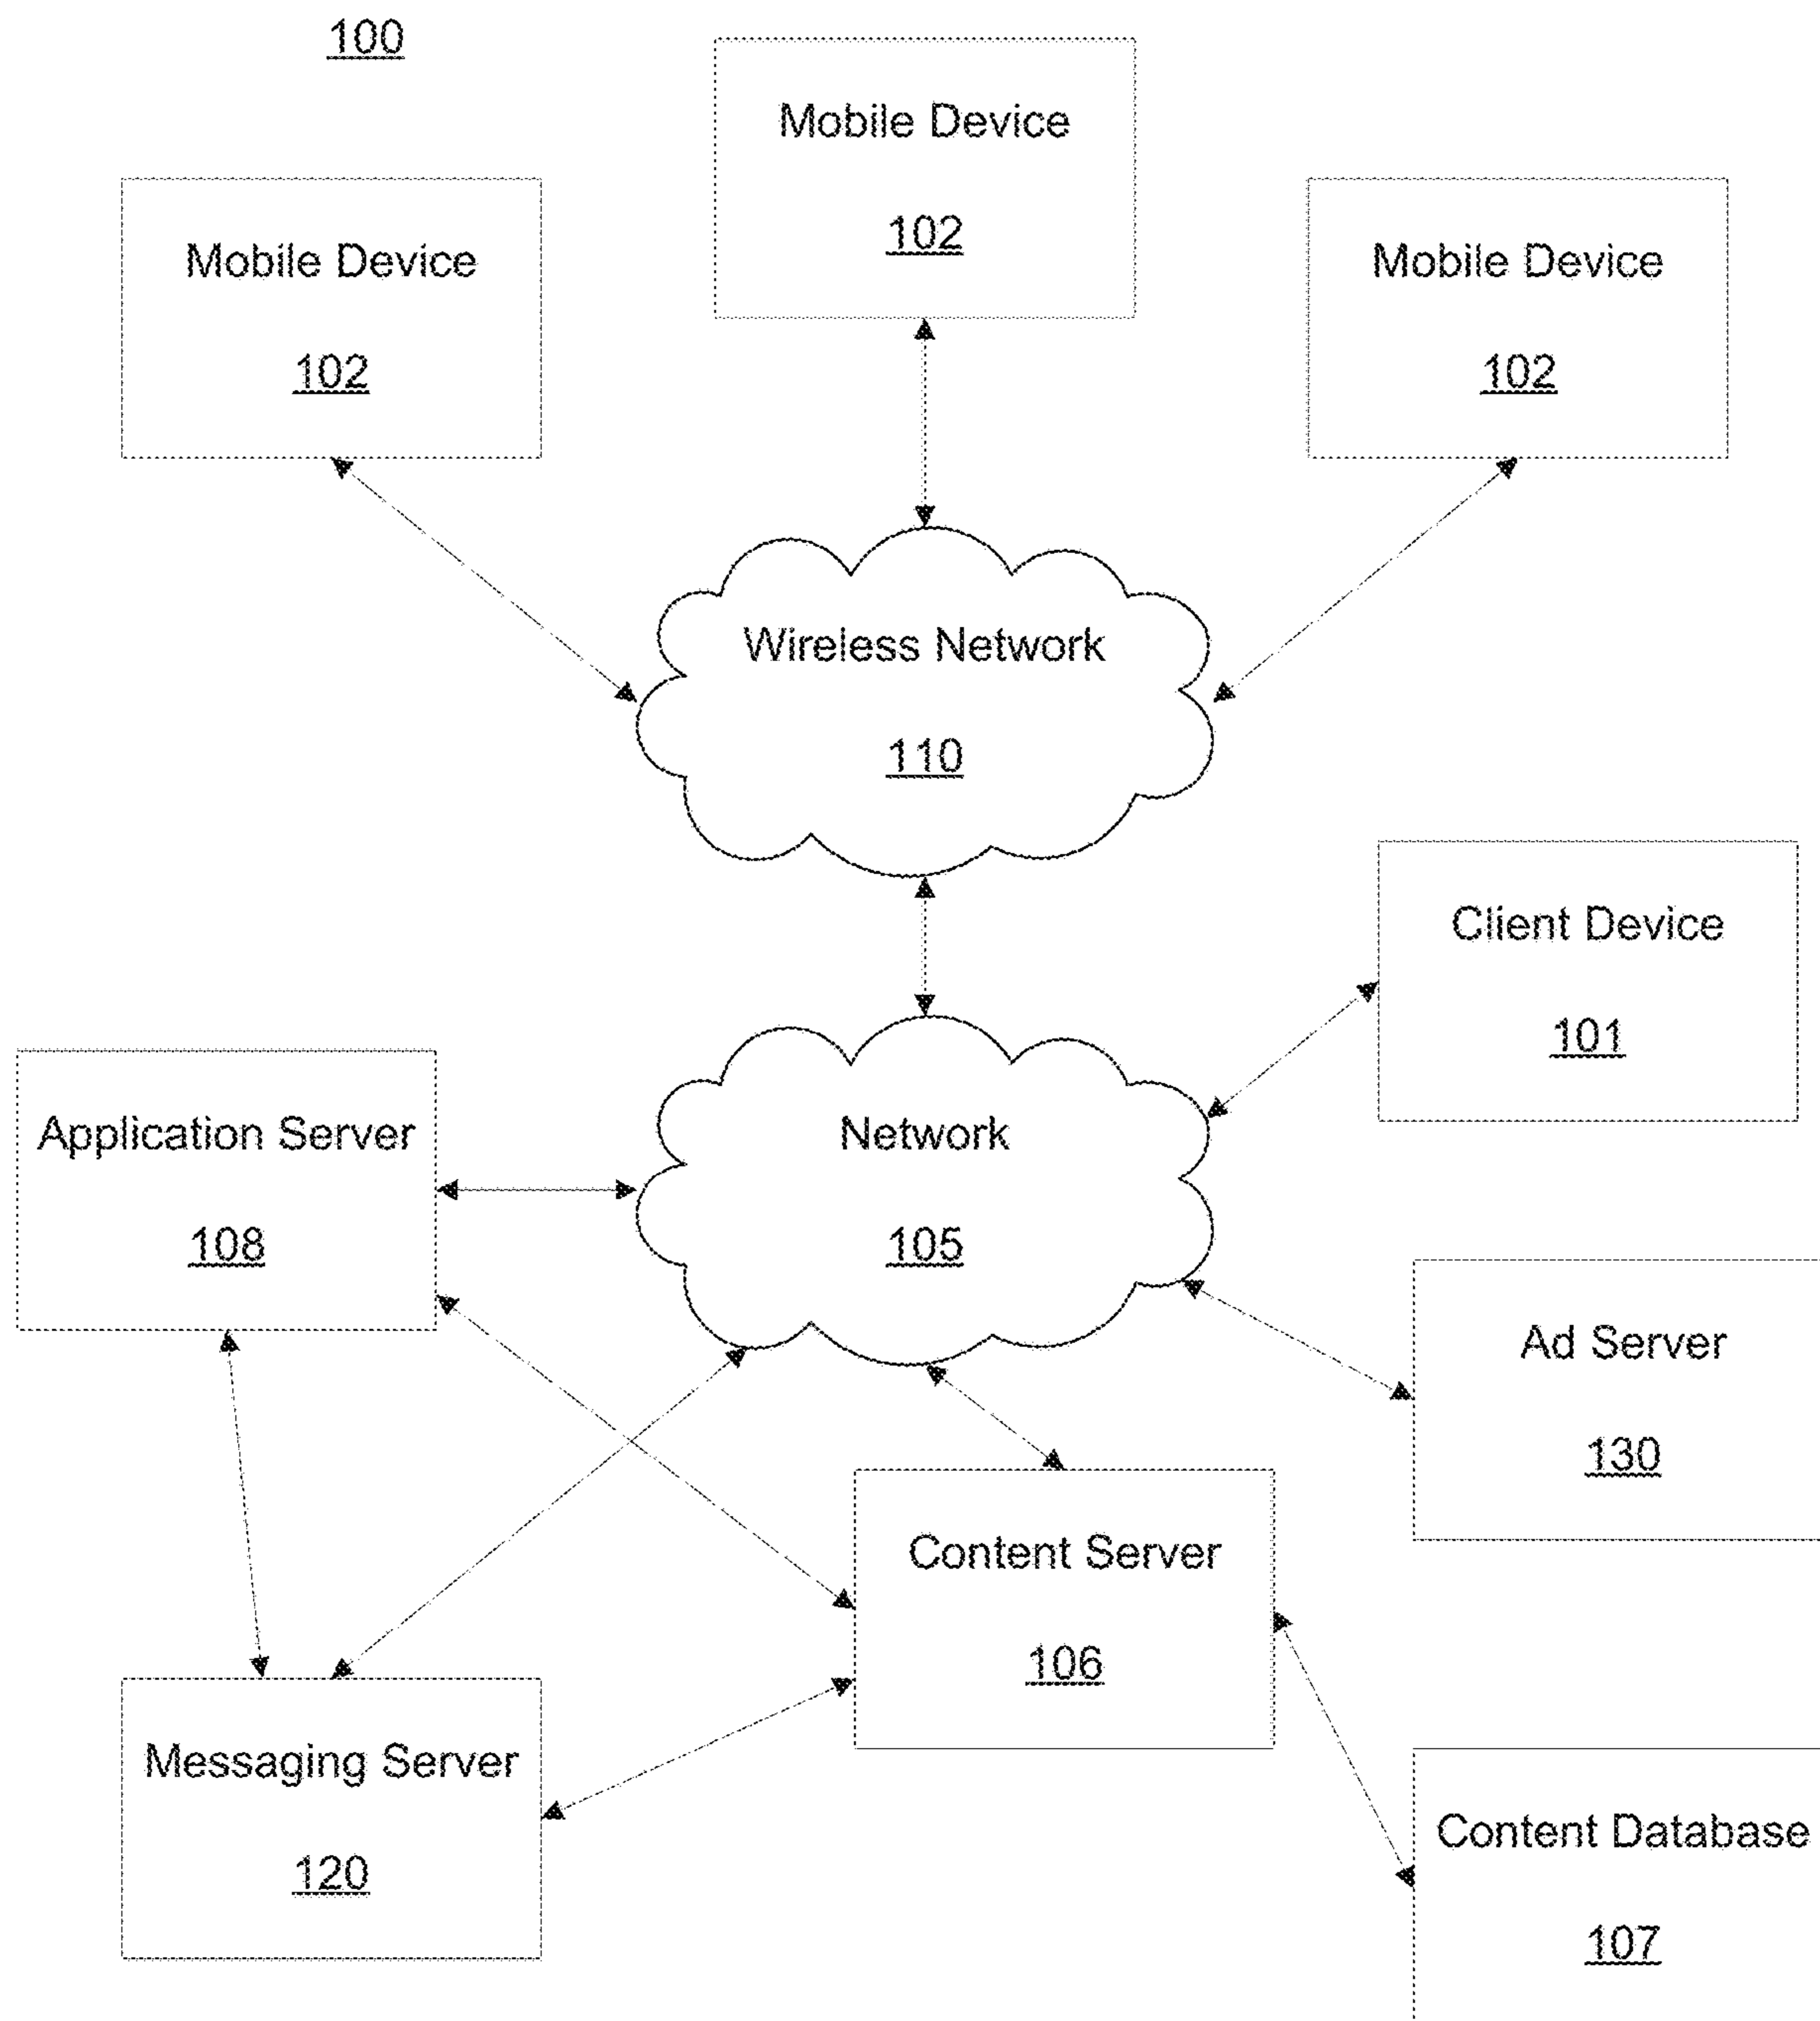 100
Mobile Device
102
Mobile Device
102
Mobile Device
102
Wireless Network
110
Client Device
101
Application Server
108
Network
105
Ad Server
130
Content Server
106
Messaging Server
120
Content Database
107